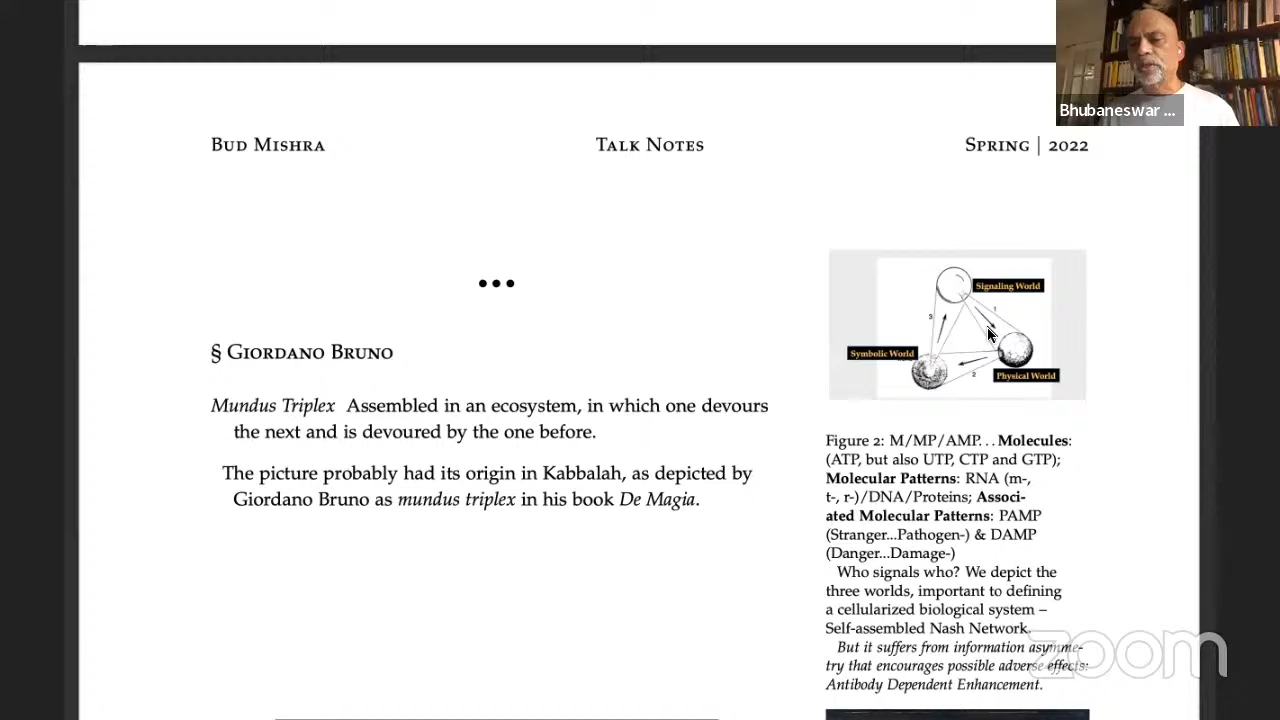 Bhubaneswar ...
Bud Mishra
Talk Notes
Spring | 2022
•••
§ Giordano Bruno
Mundus Triplex Assembled in an ecosystem, in which one devours
the next and is devoured by the one before.
The picture probably had its origin in Kabbalah, as depicted by
Giordano Bruno as mundus triplex in his book De Magia.
Signaling World
3
1
Symbolic World
2
Physical World
Figure 2: M/MP/AMP...Molecules:
(ATP, but also UTP, CTP and GTP);
Molecular Patterns: RNA (m-,
t-, r-)/DNA/Proteins; Associ-
ated Molecular Patterns: PAMP
(Stranger...Pathogen-) & DAMP
(Danger...Damage-)
Who signals who? We depict the
three worlds, important to defining
a cellularized biological system –
Self-assembled Nash Network.
But it suffers from information asymme-
try that encourages possible adverse effects:
Antibody Dependent Enhancement.
zoom